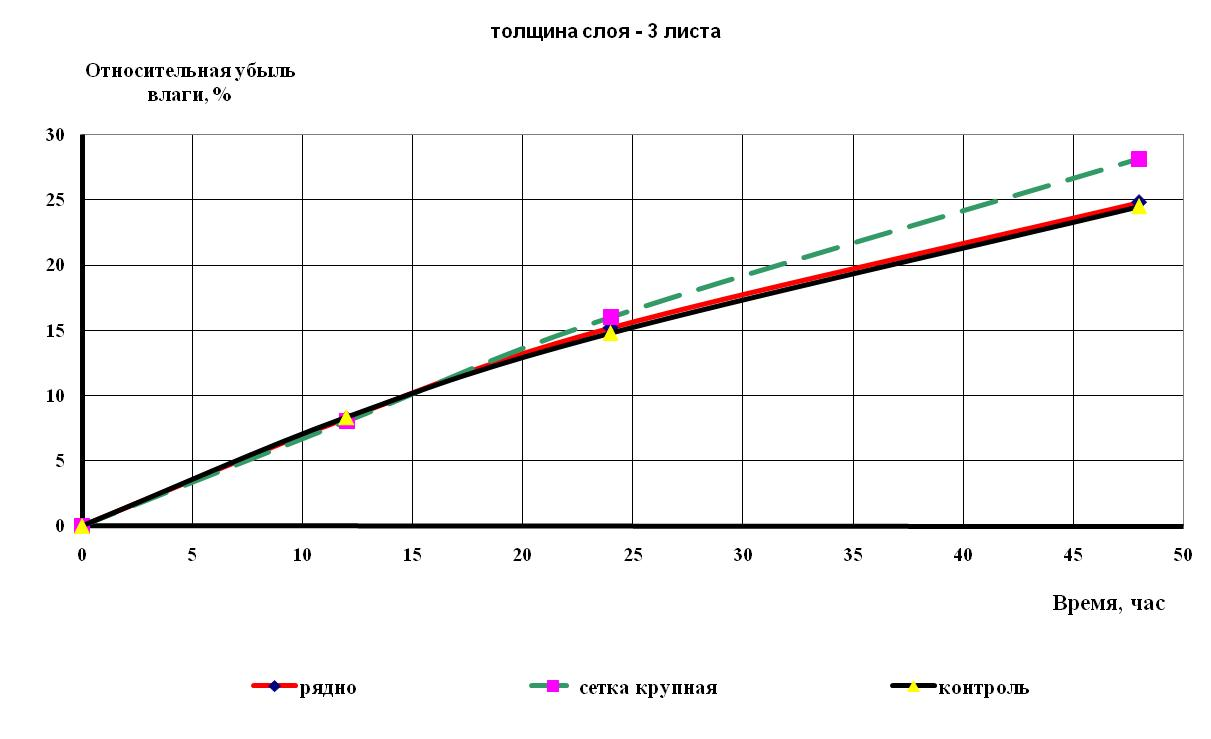 толщина слоя - 3 листа
Относительная убыль
влаги, %
30
25
20
15
10
5
0
0 5 10 15 20 25 30 35 40 45 50
Время, час
рядно сетка крупная контроль